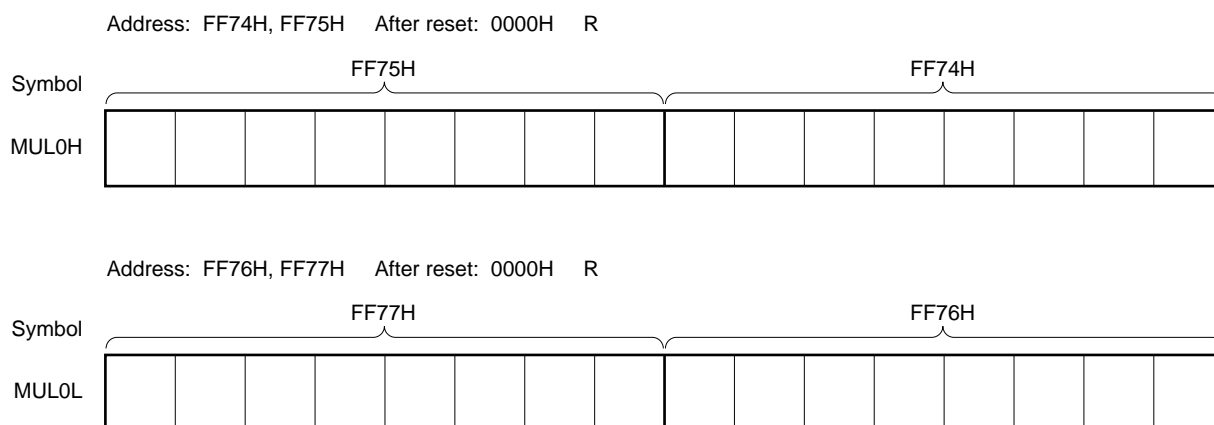 Address: FF74H, FF75H After reset: 0000H R
FF75H FF74H
Symbol
MUL0H
Address: FF76H, FF77H After reset: 0000H R
FF77H FF76H
Symbol
MUL0L